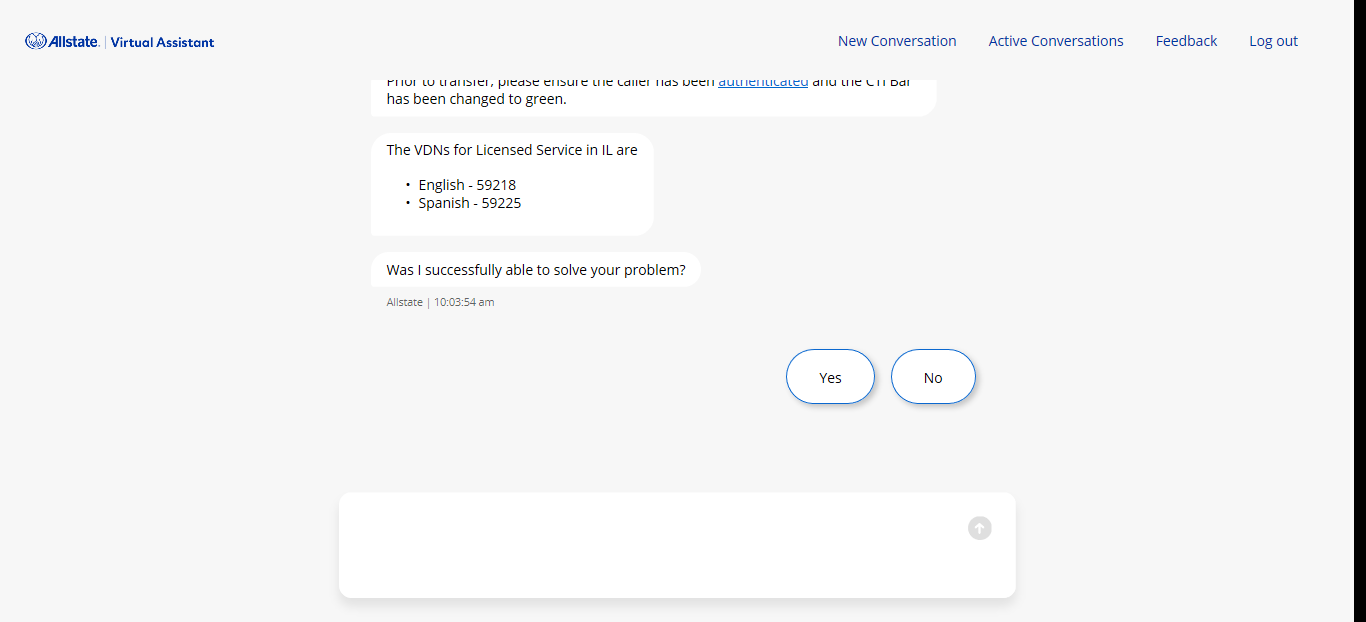 Allstate. | Virtual Assistant
New Conversation Active Conversations Feedback Log out
Prior to transfer, please ensure the caller has been authenticated and the CTI Bar
has been changed to green.
The VDNs for Licensed Service in IL are
• English - 59218
• Spanish - 59225
Was I successfully able to solve your problem?
Allstate | 10:03:54 am
Yes No